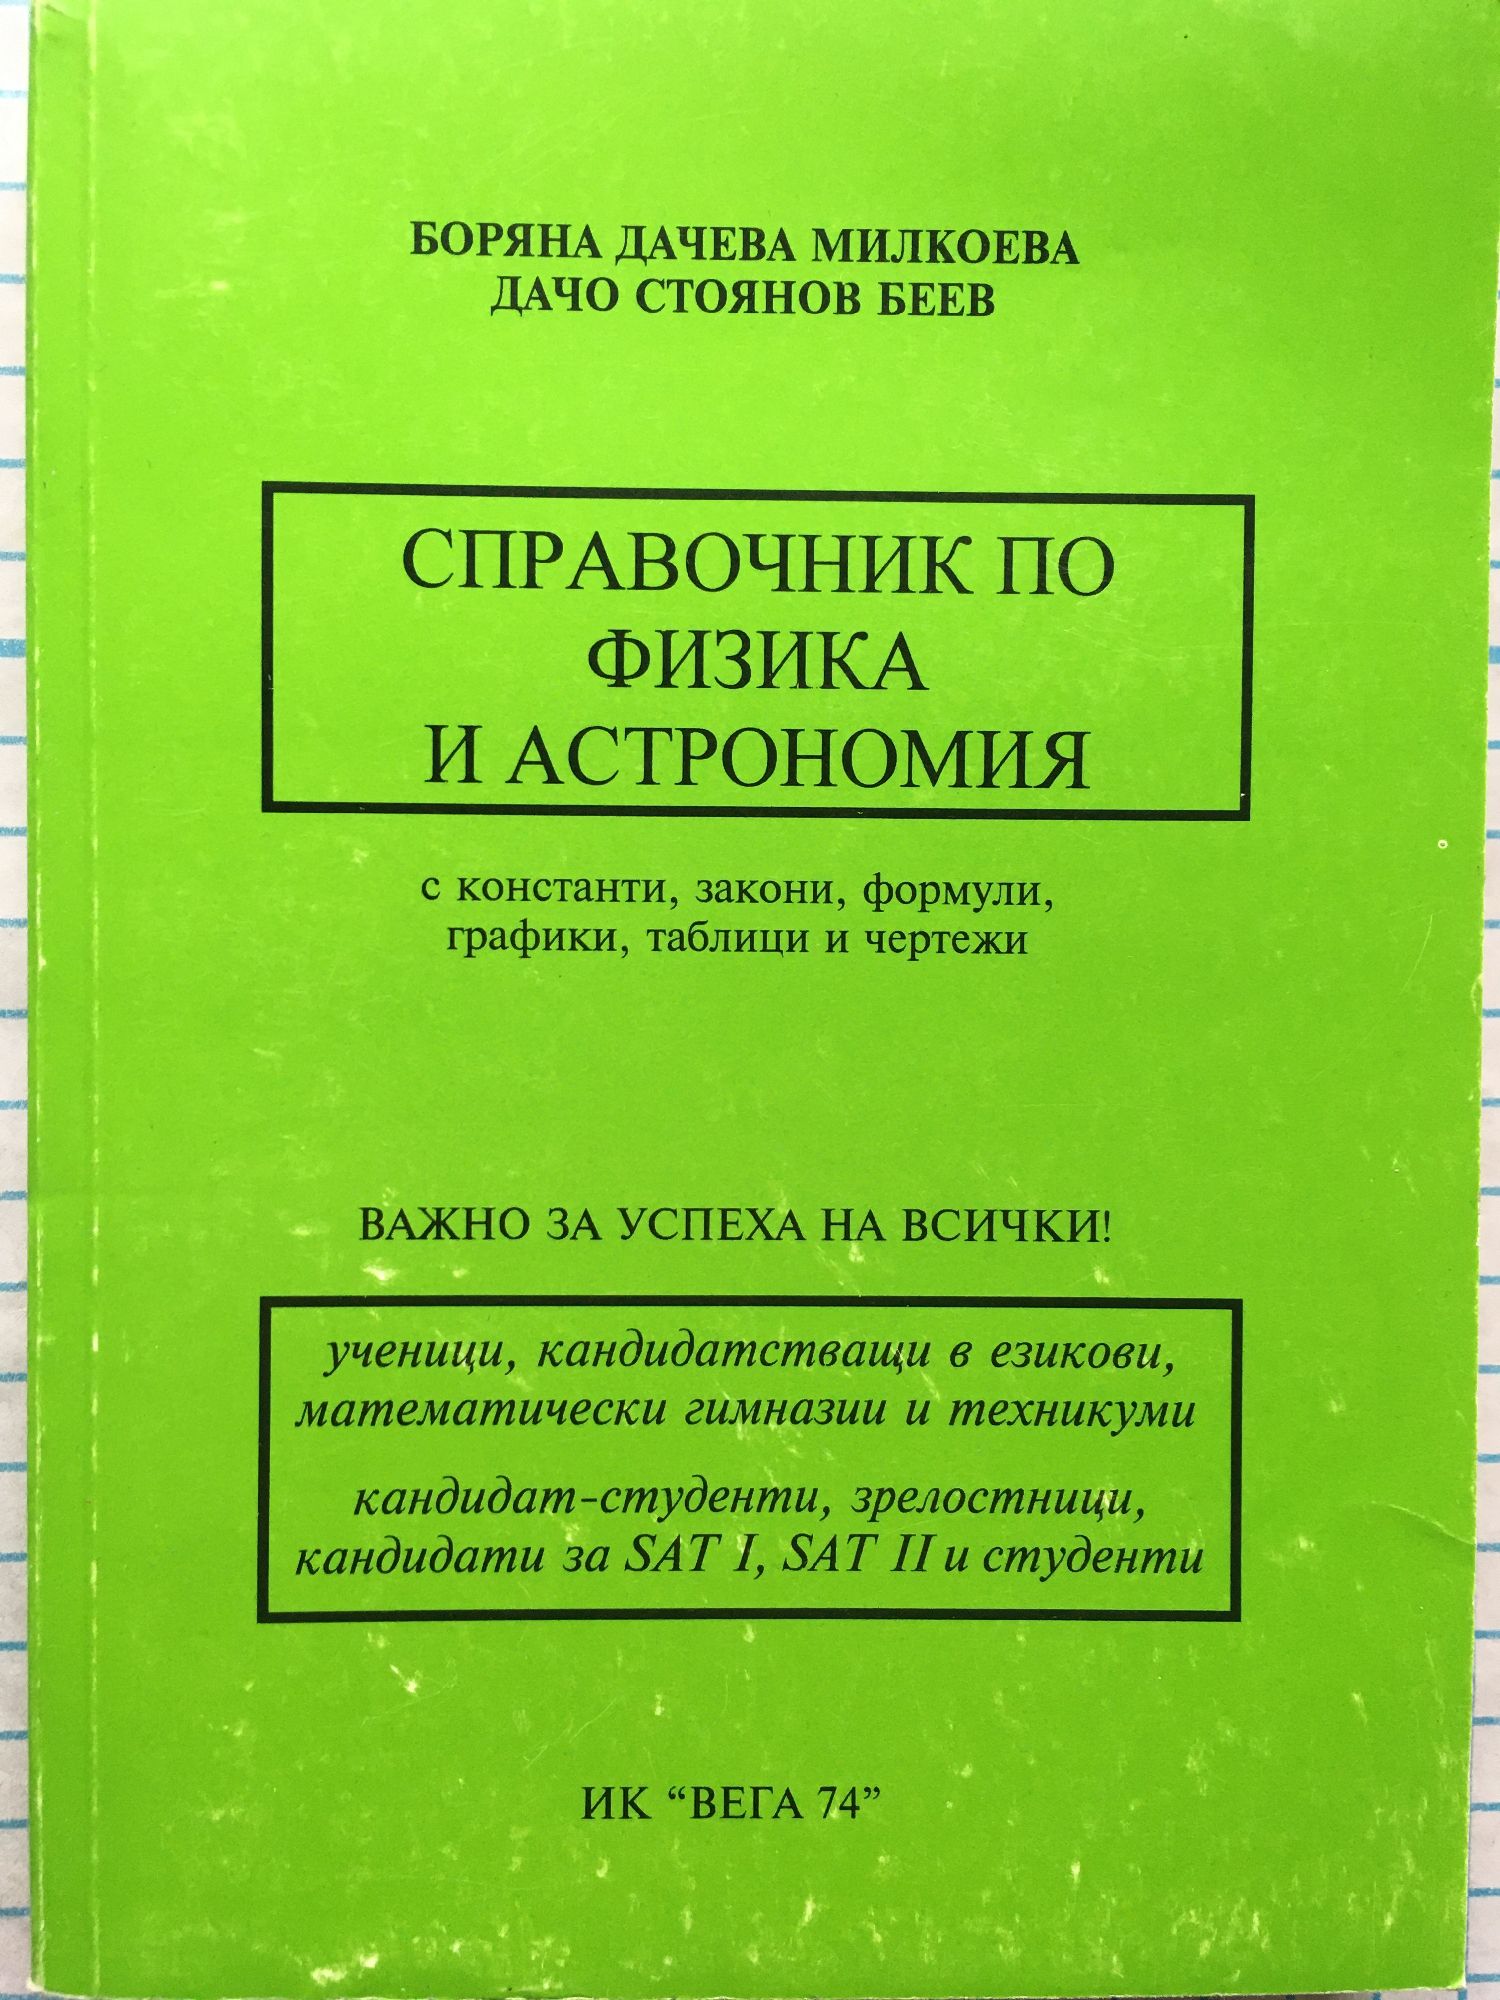 БОРЯНА ДАЧЕВА МИЛКОЕВА
ДАЧО СТОЯНОВ БЕЕВ
СПРАВОЧНИК ПО
ФИЗИКА
И АСТРОНОМИЯ
с константи, закони, формули,
графики, таблици и чертежи
ВАЖНО ЗА УСПЕХА НА ВСИЧКИ!
ученици, кандидатстващи в езикови,
математически гимназии и техникуми
кандидат-студенти, зрелостници,
кандидати за SAT I, SAT II и студенти
ИК “ВЕГА 74”